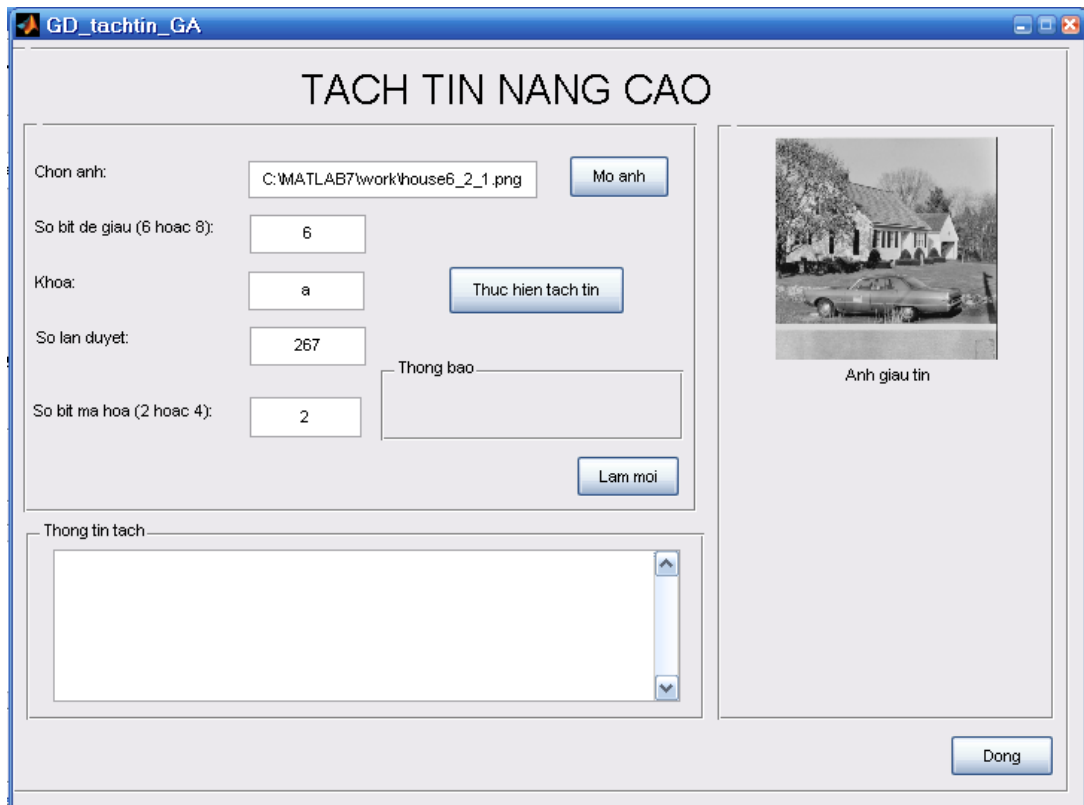 GD_tachtin_GA
TACH TIN NANG CAO
Chon anh:
C:\MATLAB7\work\house6_2_1.png
Mo anh
So bit de giau (6 hoac 8):
6
Khoa:
a
Thuc hien tach tin
So lan duyet:
267
Thong bao
So bit ma hoa (2 hoac 4):
2
Lam moi
Anh giau tin
Thong tin tach
Dong